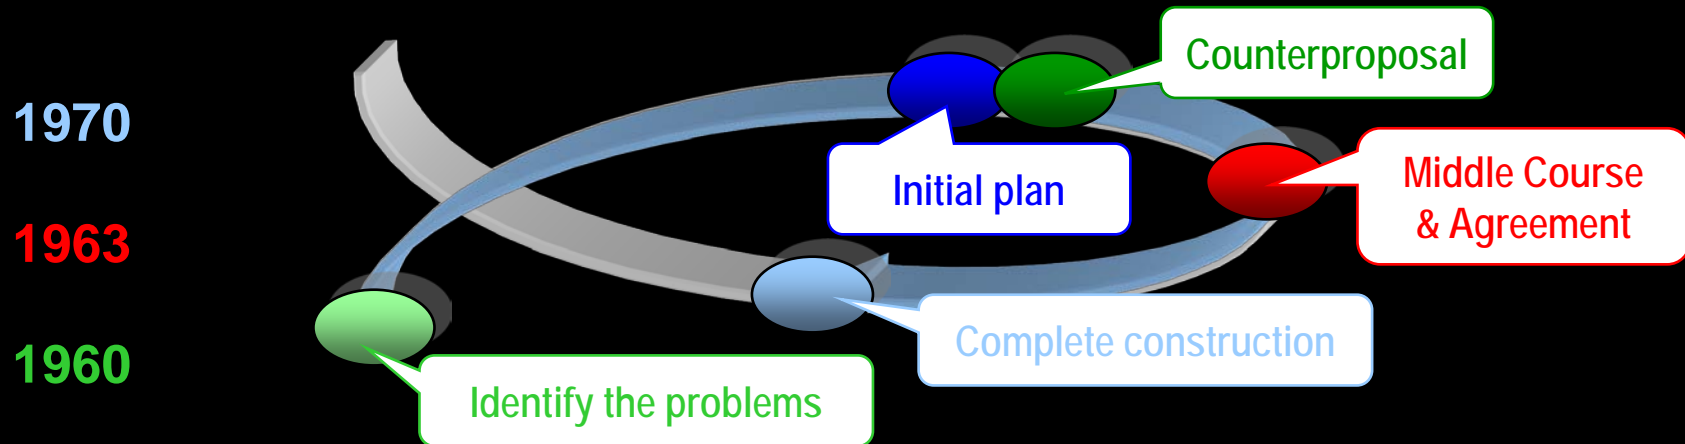 Counterproposal
1970
Initial plan
Middle Course
& Agreement
1963
Complete construction
1960
Identify the problems